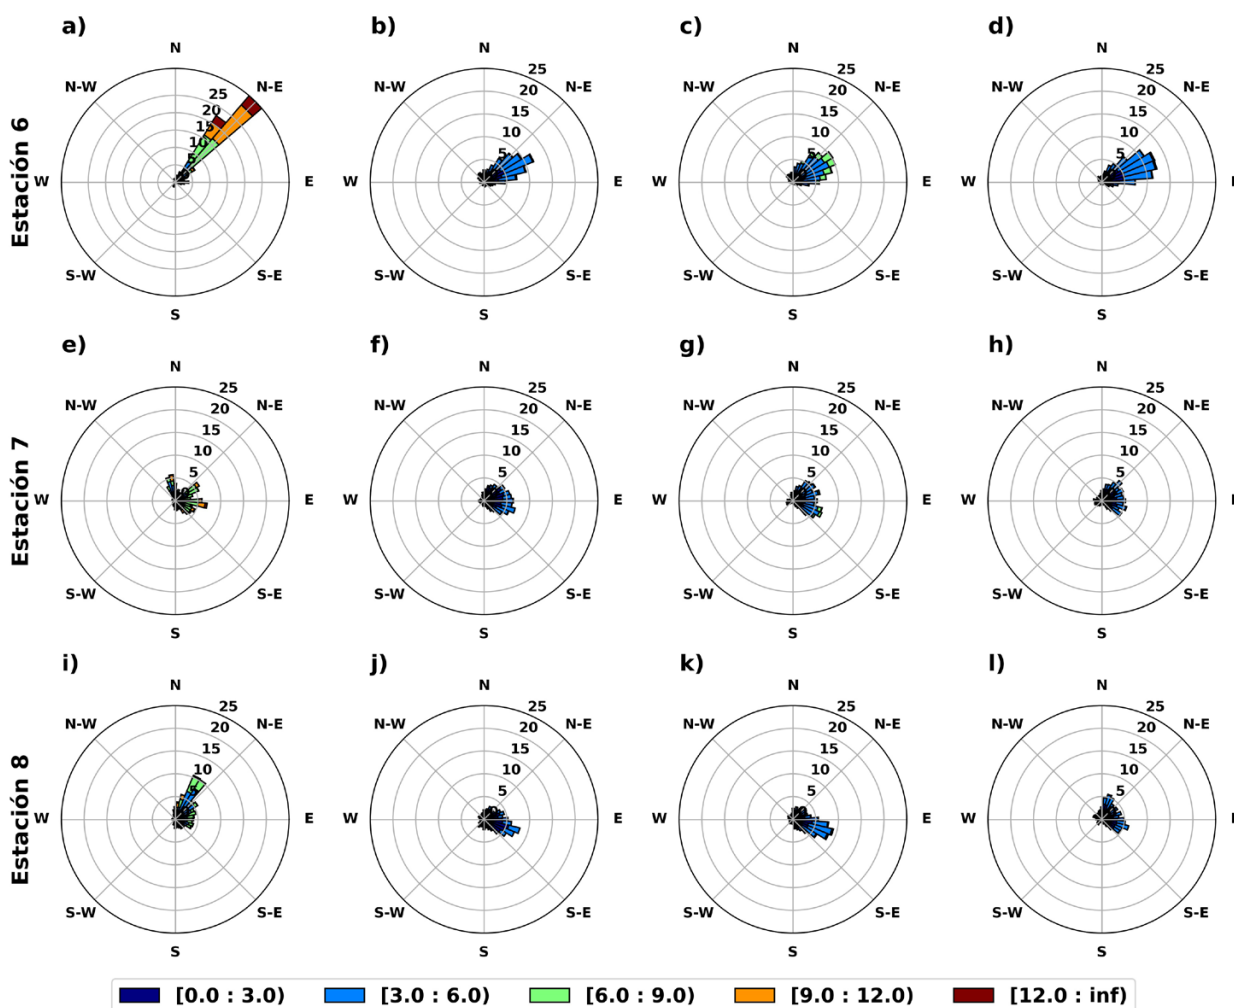 a) b) c) d)
N N N N
N-W N-E N-W N-E N-W N-E N-W N-E
25 20 15 10 5
25 20 15 10 5
25 20 15 10 5
25 20 15 10 5
Estación 6
W E W E W E W
S-W S-E S-W S-E S-W S-E S-W S-E
S S S S
e) f) g) h)
N N N N
N-W N-E N-W N-E N-W N-E N-W N-E
25 20 15 10 5
25 20 15 10 5
25 20 15 10 5
25 20 15 10 5
Estación 7
W E W E W E W
S-W S-E S-W S-E S-W S-E S-W S-E
S S S S
i) j) k) l)
N N N N
N-W N-E N-W N-E N-W N-E N-W N-E
25 20 15 10
25 20 15 10 5
25 20 15 10 5
25 20 15 10 5
Estación 8
W E W E W E W
S-W S-E S-W S-E S-W S-E S-W S-E
S S S S
[0.0 : 3.0) [3.0 : 6.0) [6.0 : 9.0) [9.0 : 12.0) [12.0 : inf)